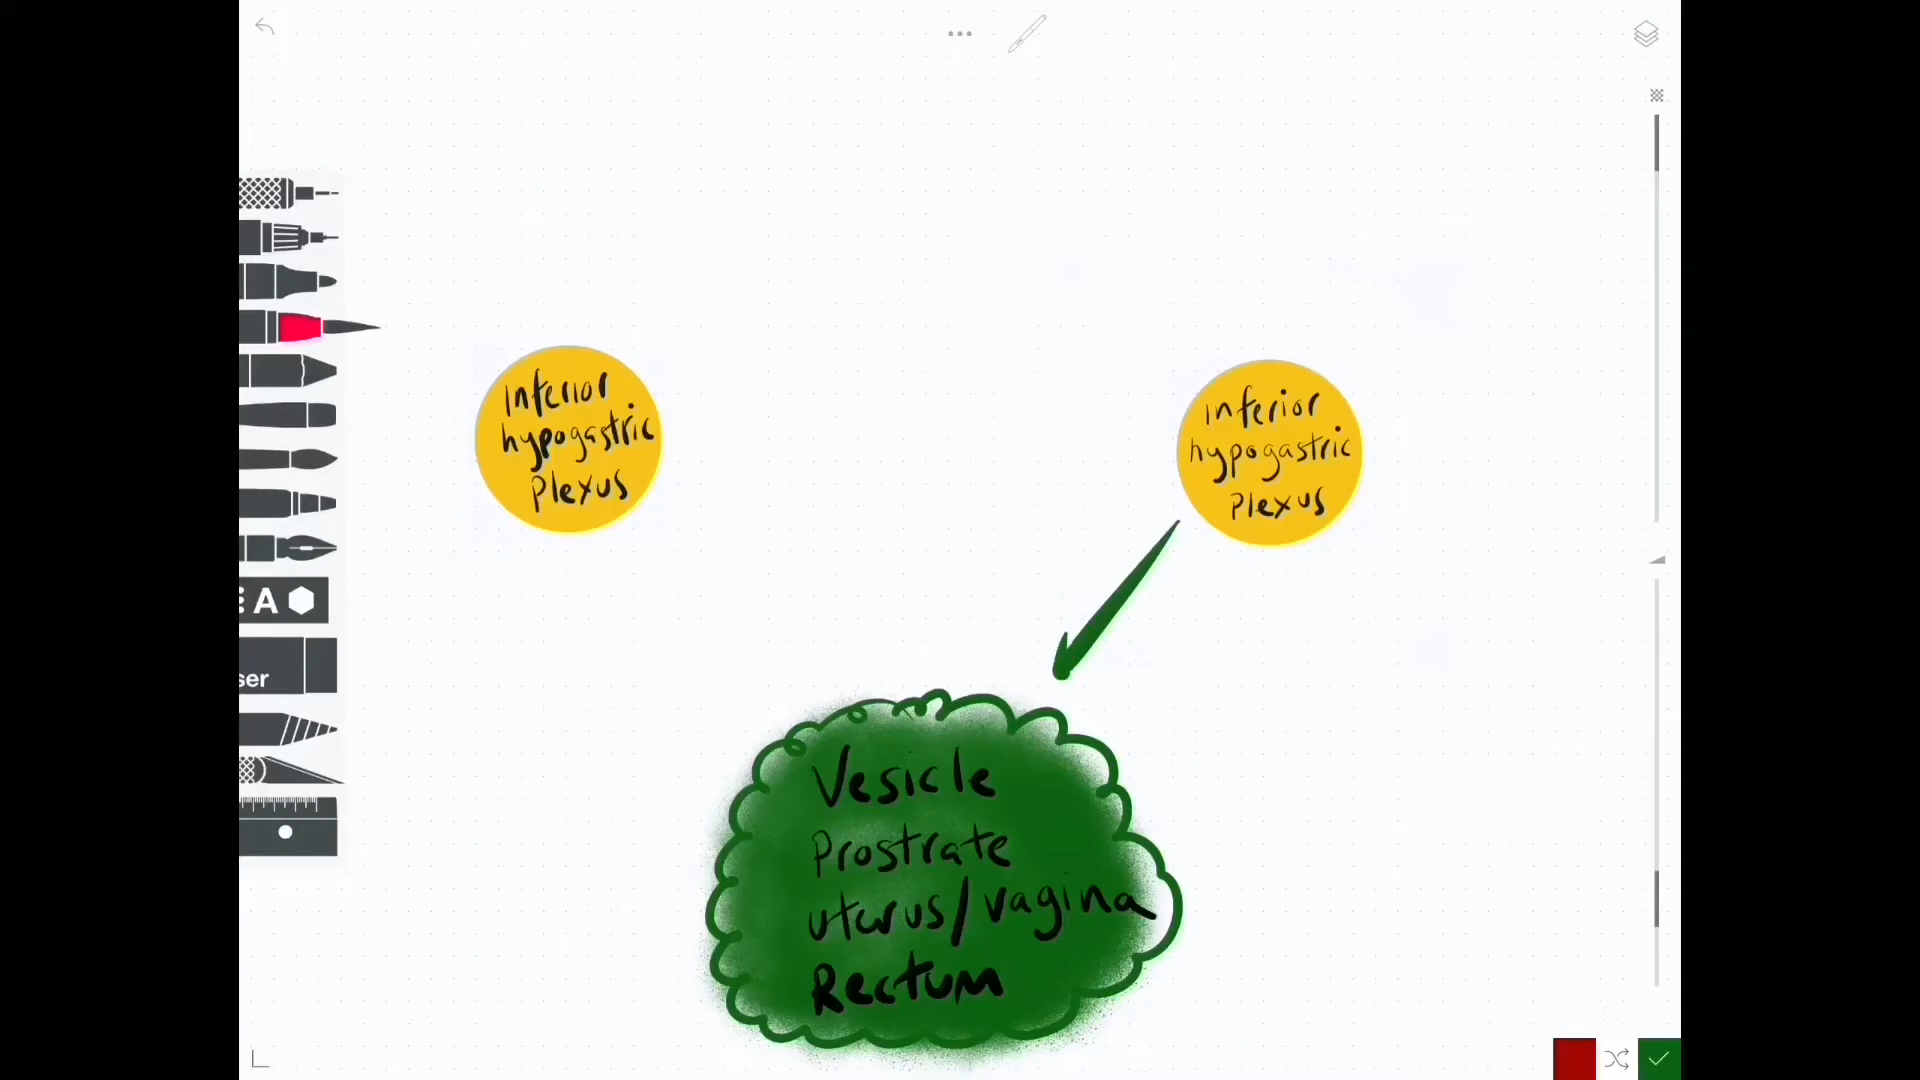 A
ser
Inferior
hypogastric
Plexus
inferior
hypogastric
Plexus
Vesicle
Prostrate
uterus/vagina
Rectum